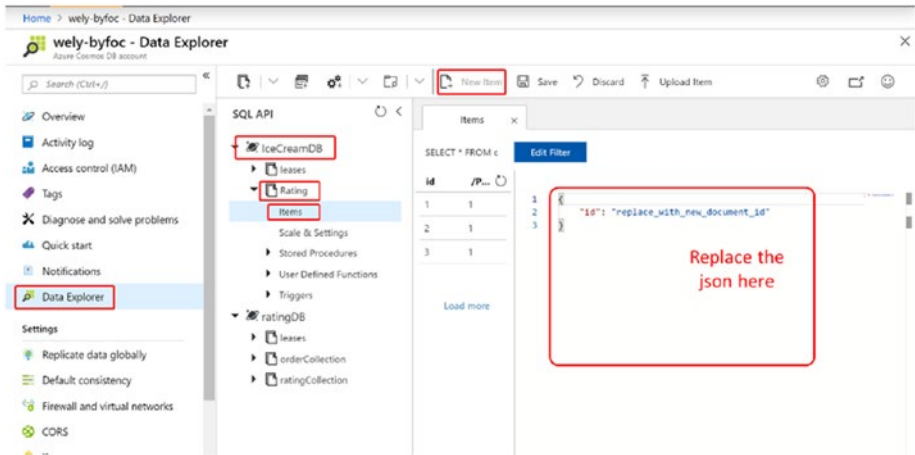 Home > wely-byfoc - Data Explorer
wely-byfoc - Data Explorer
Azure Cosmos DB account
Search (Ctrl+/)
Overview
Activity log
Access control (IAM)
Tags
Diagnose and solve problems
Quick start
Notifications
Data Explorer
Settings
Replicate data globally
Default consistency
Firewall and virtual networks
CORS
New Item
Save
Discard
Upload Item
SQL API
IceCreamDB
leases
Rating
Items
Scale & Settings
Stored Procedures
User Defined Functions
Triggers
ratingDB
leases
orderCollection
ratingCollection
Items
SELECT * FROM c
Edit Filter
id /P...
1 1
2 1
3 1
Load more
1 {
2 "id": "replace_with_new_document_id"
3 }
Replace the
json here